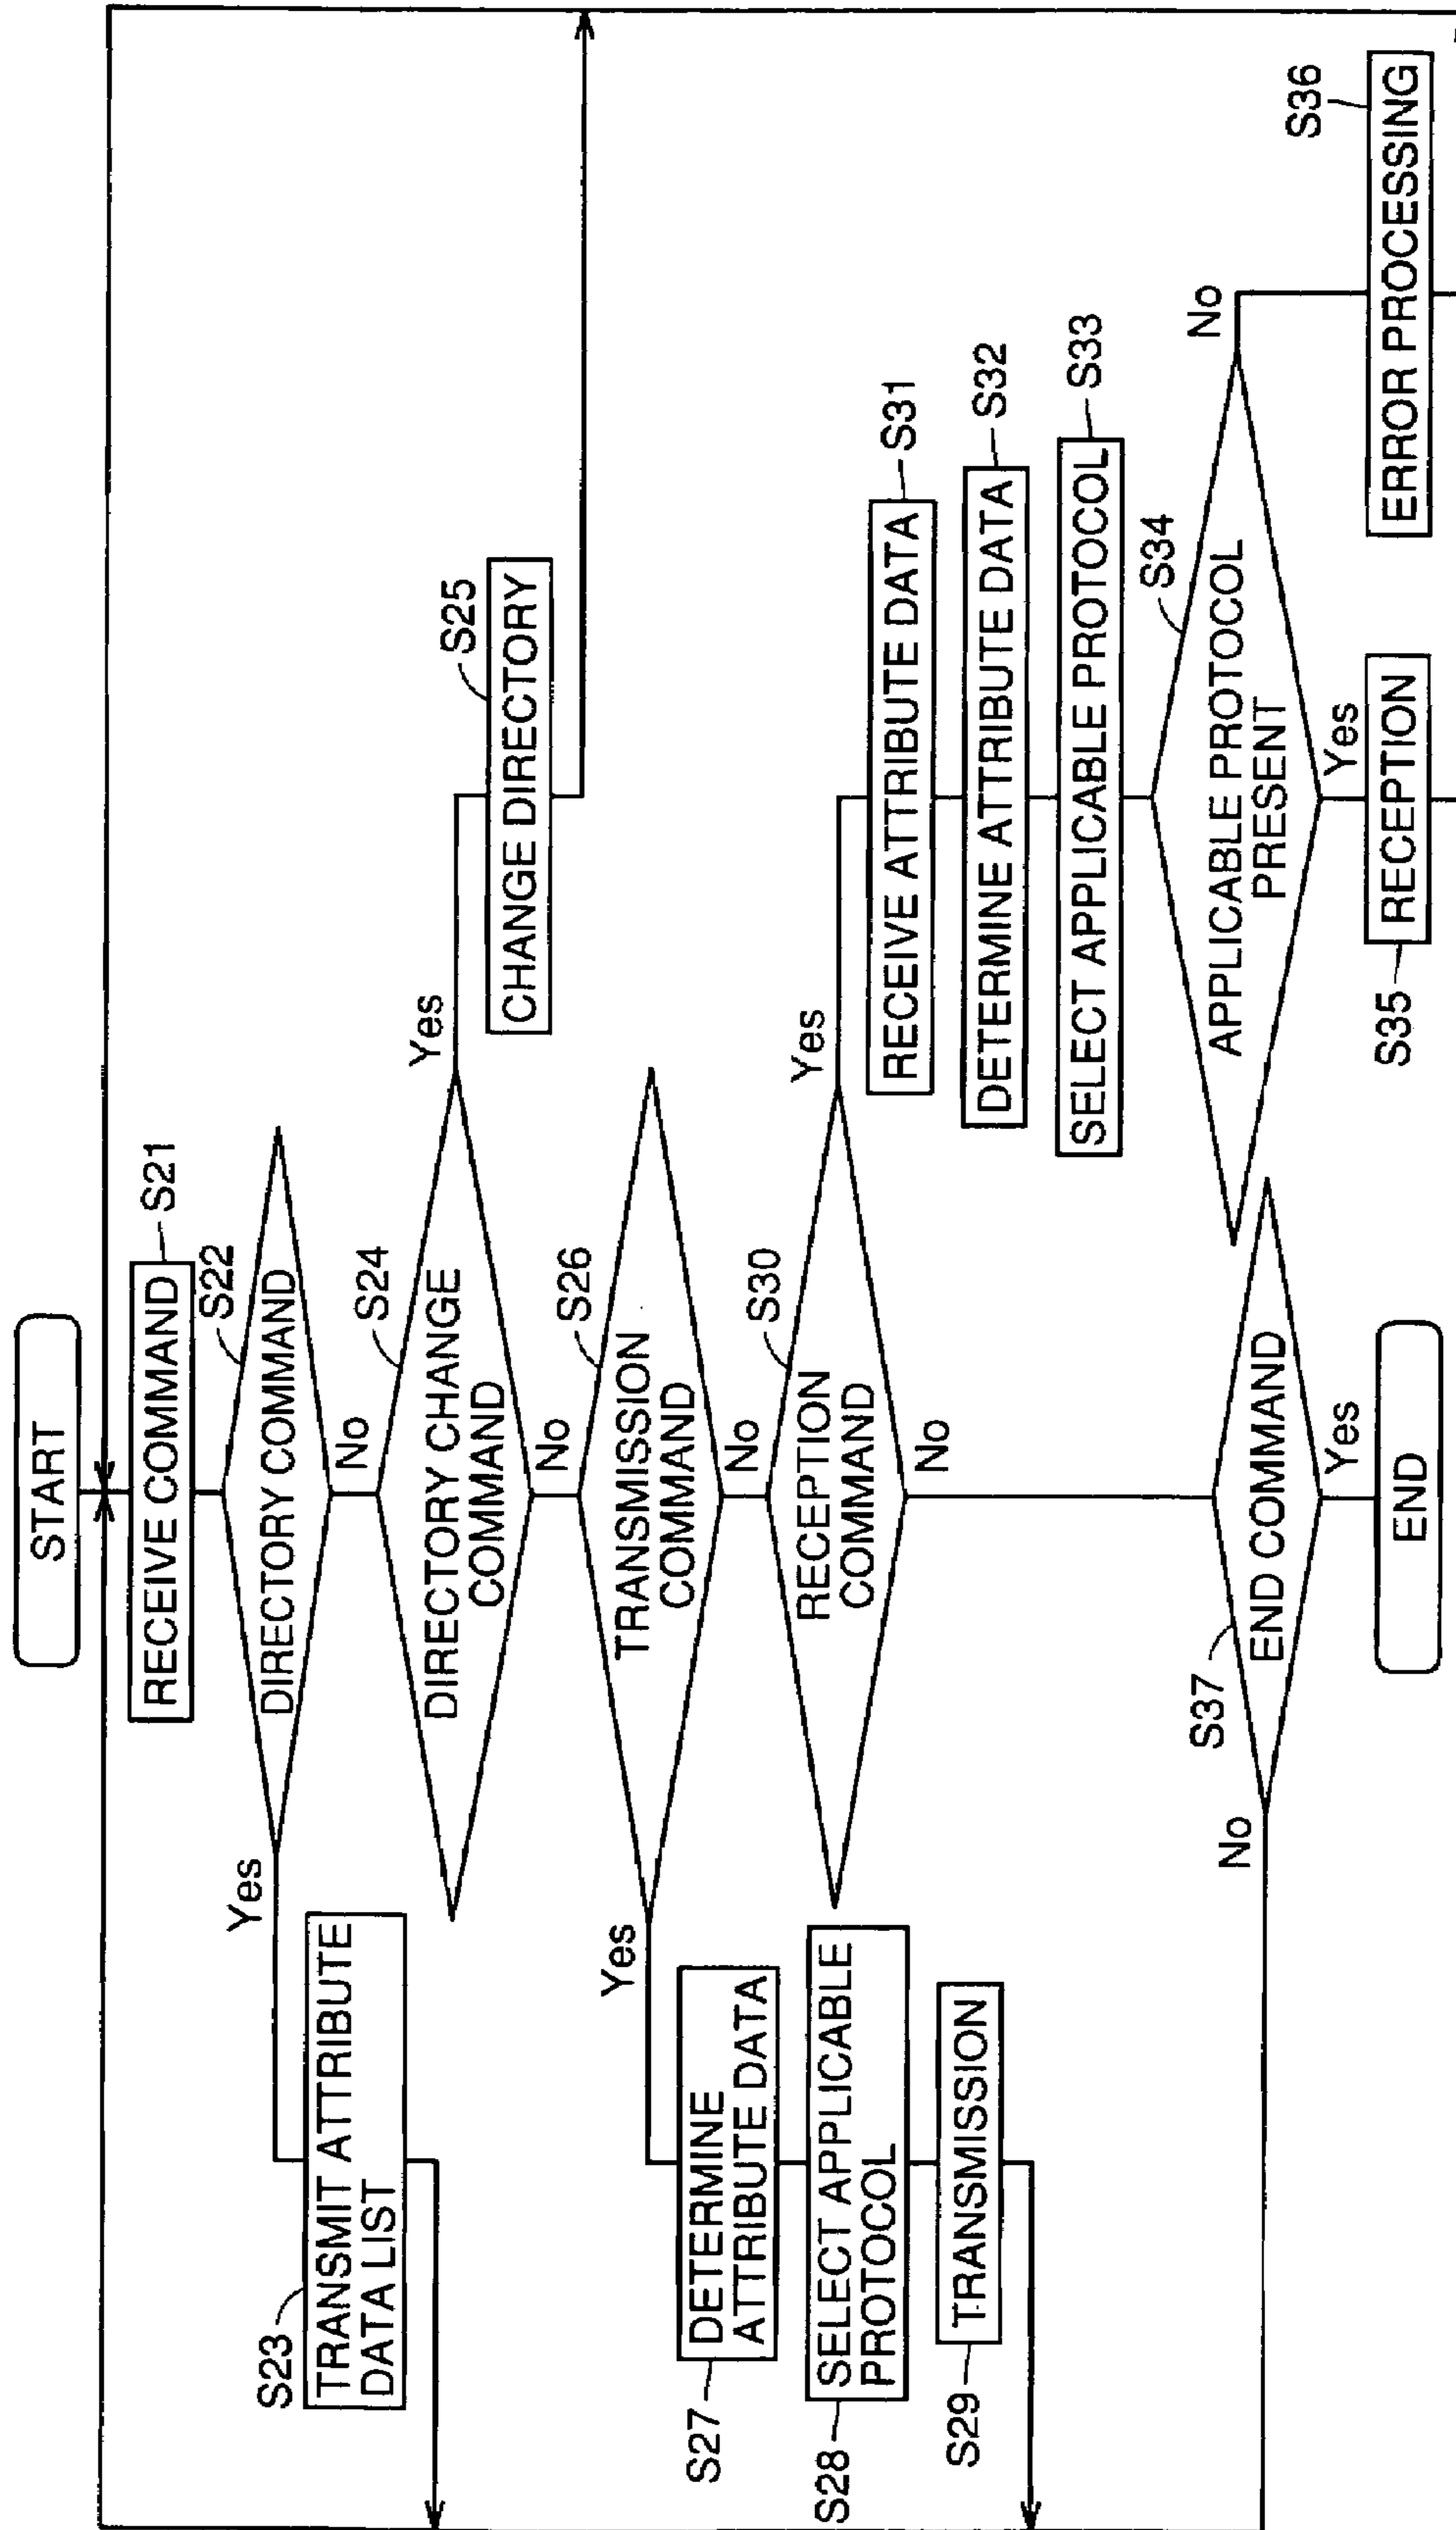 START
RECEIVE COMMAND
S21
DIRECTORY COMMAND
S22
Yes
No
S23
TRANSMIT ATTRIBUTE
DATA LIST
DIRECTORY CHANGE
COMMAND
S24
Yes
No
S25
CHANGE DIRECTORY
TRANSMISSION
COMMAND
S26
Yes
No
S27
DETERMINE
ATTRIBUTE DATA
S28
SELECT APPLICABLE
PROTOCOL
S29
TRANSMISSION
RECEPTION
COMMAND
S30
Yes
No
RECEIVE ATTRIBUTE DATA
S31
DETERMINE ATTRIBUTE DATA
S32
SELECT APPLICABLE PROTOCOL
S33
APPLICABLE PROTOCOL
PRESENT
S34
No
Yes
S35
RECEPTION
S36
ERROR PROCESSING
S37
END COMMAND
No
Yes
END